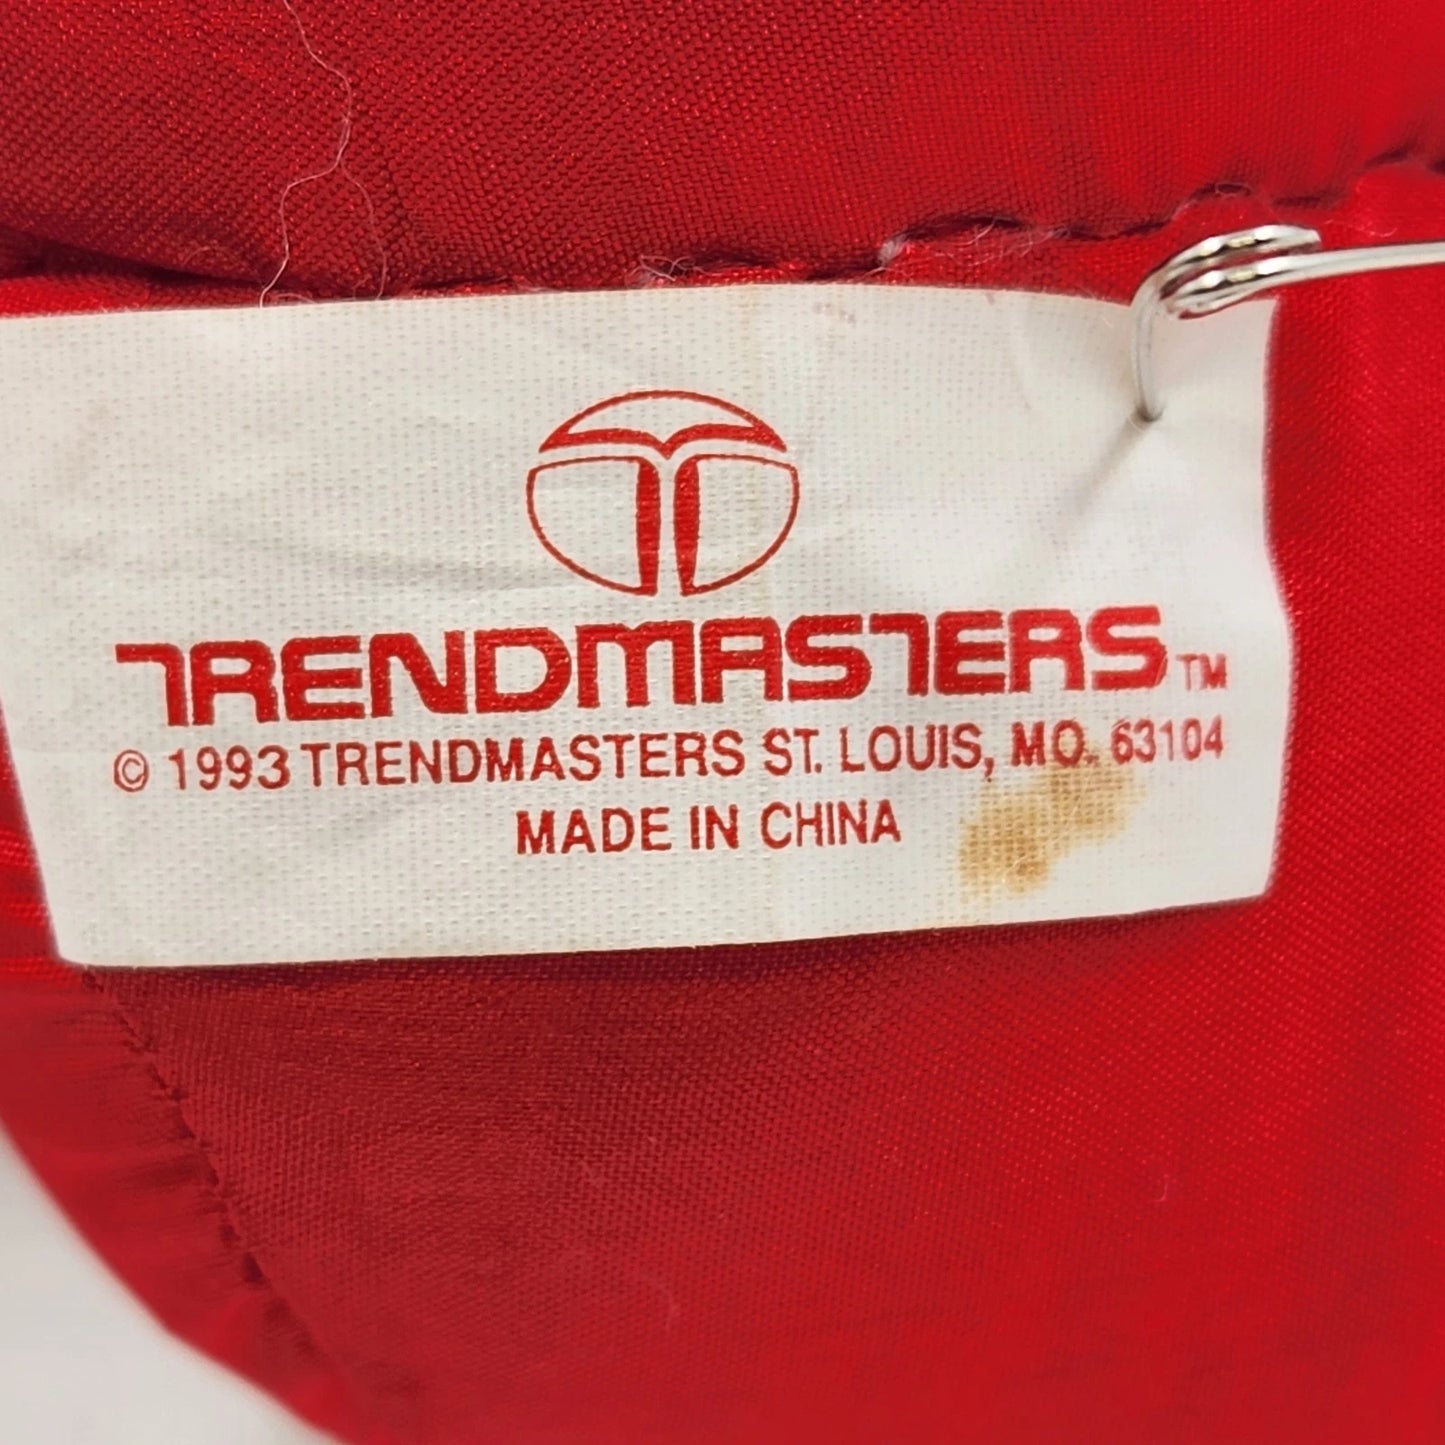 TRENDMASTERS™
© 1993 TRENDMASTERS ST. LOUIS, MO. 63104
MADE IN CHINA